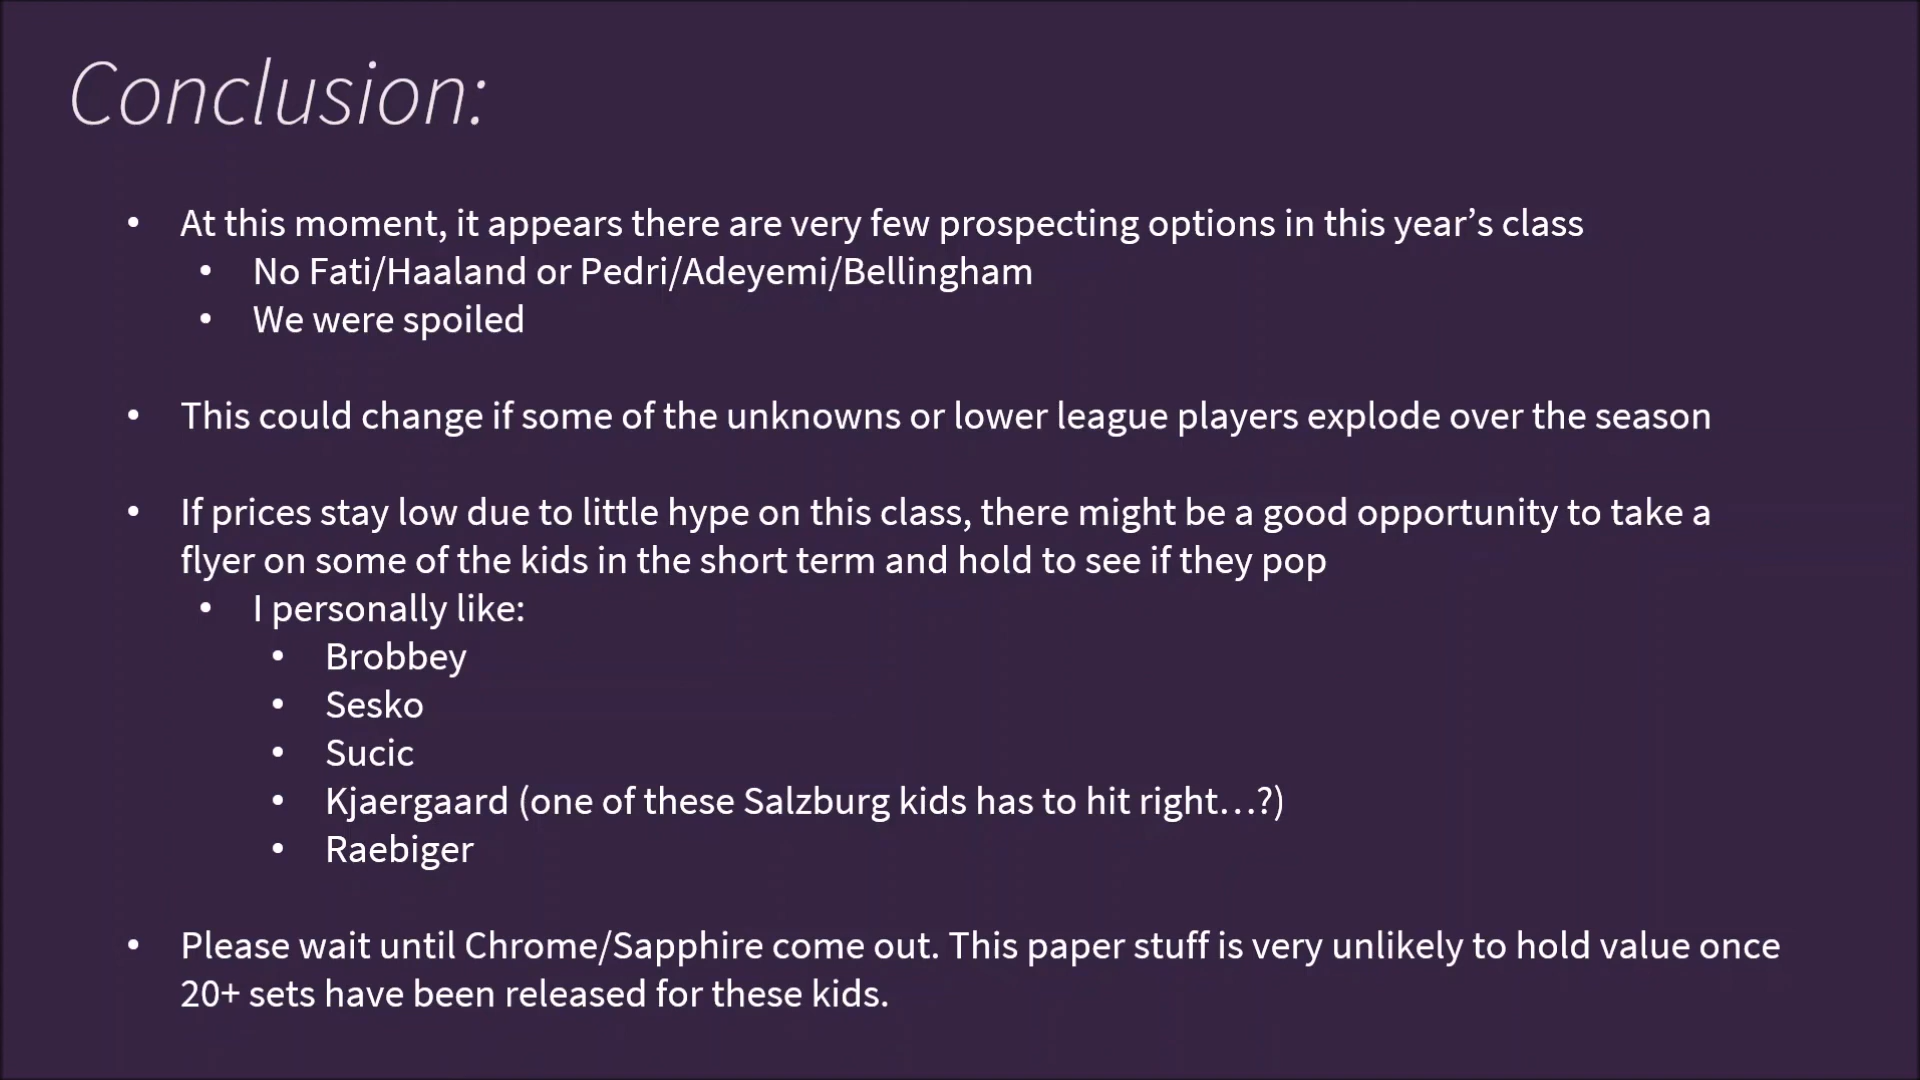 Conclusion:
• At this moment, it appears there are very few prospecting options in this year’s class
• No Fati/Haaland or Pedri/Adeyemi/Bellingham
• We were spoiled
• This could change if some of the unknowns or lower league players explode over the season
• If prices stay low due to little hype on this class, there might be a good opportunity to take a
flyer on some of the kids in the short term and hold to see if they pop
• I personally like:
• Brobbey
• Sesko
• Sucic
• Kjaergaard (one of these Salzburg kids has to hit right…?)
• Raebiger
• Please wait until Chrome/Sapphire come out. This paper stuff is very unlikely to hold value once
20+ sets have been released for these kids.